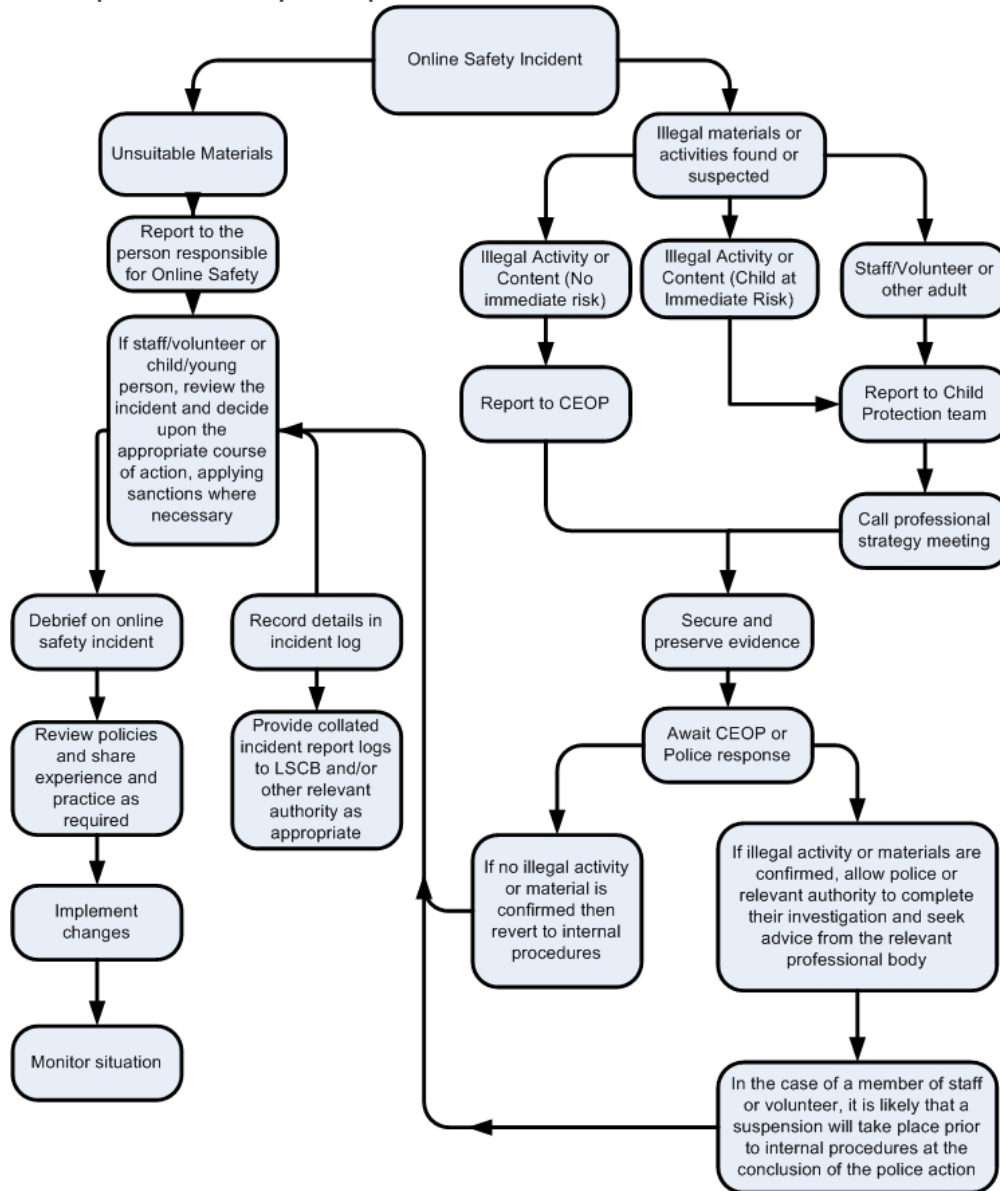 Online Safety Incident
Unsuitable Materials
Report to the
person responsible
for Online Safety
If staff/volunteer or
child/young
person, review the
incident and decide
upon the
appropriate course
of action, applying
sanctions where
necessary
Debrief on online
safety incident
Review policies
and share
experience and
practice as
required
Implement
changes
Monitor situation
Record details in
incident log
Provide collated
incident report logs
to LSCB and/or
other relevant
authority as
appropriate
Illegal materials or
activities found or
suspected
Illegal Activity or
Content (No
immediate risk)
Illegal Activity or
Content (Child at
Immediate Risk)
Staff/Volunteer or
other adult
Report to CEOP
Report to Child
Protection team
Call professional
strategy meeting
Secure and
preserve evidence
Await CEOP or
Police response
If no illegal activity
or material is
confirmed then
revert to internal
procedures
If illegal activity or materials are
confirmed, allow police or
relevant authority to complete
their investigation and seek
advice from the relevant
professional body
In the case of a member of staff
or volunteer, it is likely that a
suspension will take place prior
to internal procedures at the
conclusion of the police action